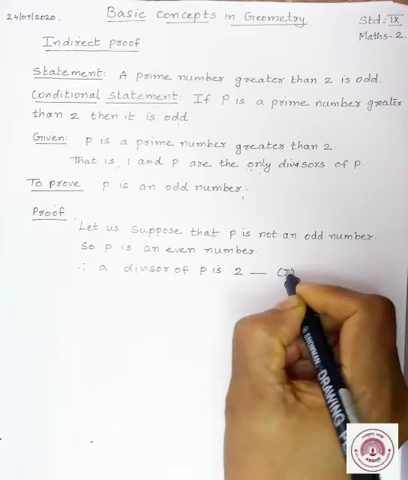 24/07/2020.
Basic Concepts in Geometry.
Std: IX
Maths-2.
Indirect proof
Statement: A prime number greater than 2 is odd.
Conditional Statement: If P is a prime number greater
than 2 then it is odd.
Given: P is a prime number greater than 2.
That is, 1 and P are the only divisors of P.
To prove P is an odd number.
Proof
Let us suppose that P is not an odd number.
So P is an even number.
∴ a divisor of P is 2 — (I)